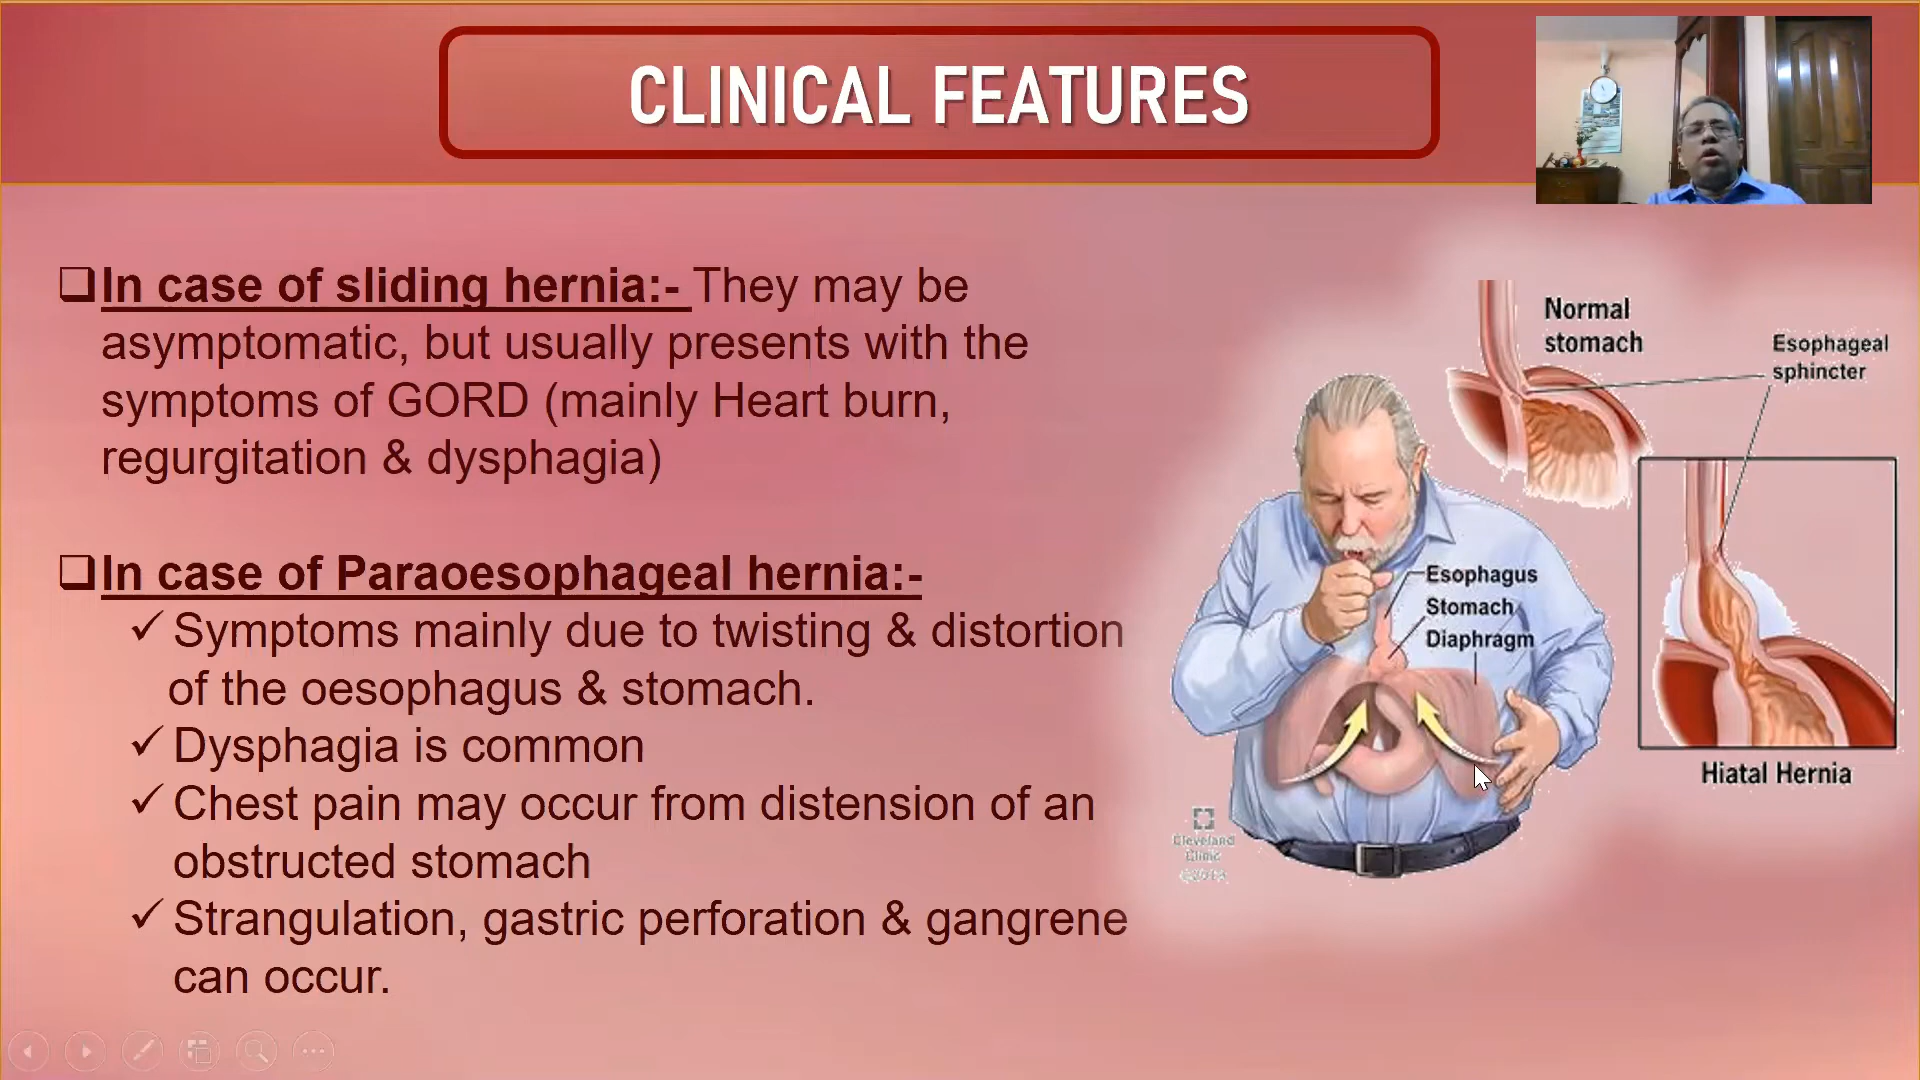 CLINICAL FEATURES
❑In case of sliding hernia:- They may be
asymptomatic, but usually presents with the
symptoms of GORD (mainly Heart burn,
regurgitation & dysphagia)
❑In case of Paraoesophageal hernia:-
✓Symptoms mainly due to twisting & distortion
of the oesophagus & stomach.
✓Dysphagia is common
✓Chest pain may occur from distension of an
obstructed stomach
✓Strangulation, gastric perforation & gangrene
can occur.
Normal
stomach
Esophageal
sphincter
Esophagus
Stomach
Diaphragm
Hiatal Hernia
Cleveland
Clinic